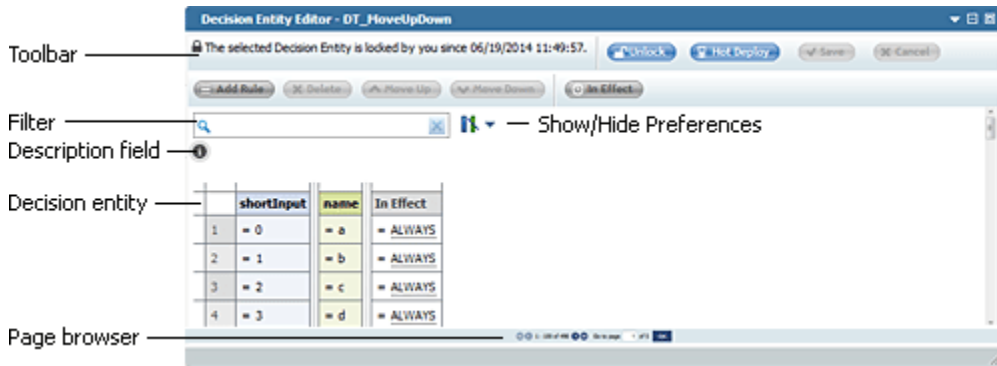 Decision Entity Editor - DT_MoveUpDown
Toolbar
The selected Decision Entity is locked by you since 06/19/2014 11:49:57.
Unlock
Hot Deploy
Save
Cancel
Add Rule
Delete
Move Up
Move Down
In Effect
Filter
Show/Hide Preferences
Description field
Decision entity
shortInput name In Effect
1 = 0 = a = ALWAYS
2 = 1 = b = ALWAYS
3 = 2 = c = ALWAYS
4 = 3 = d = ALWAYS
Page browser
Go to page